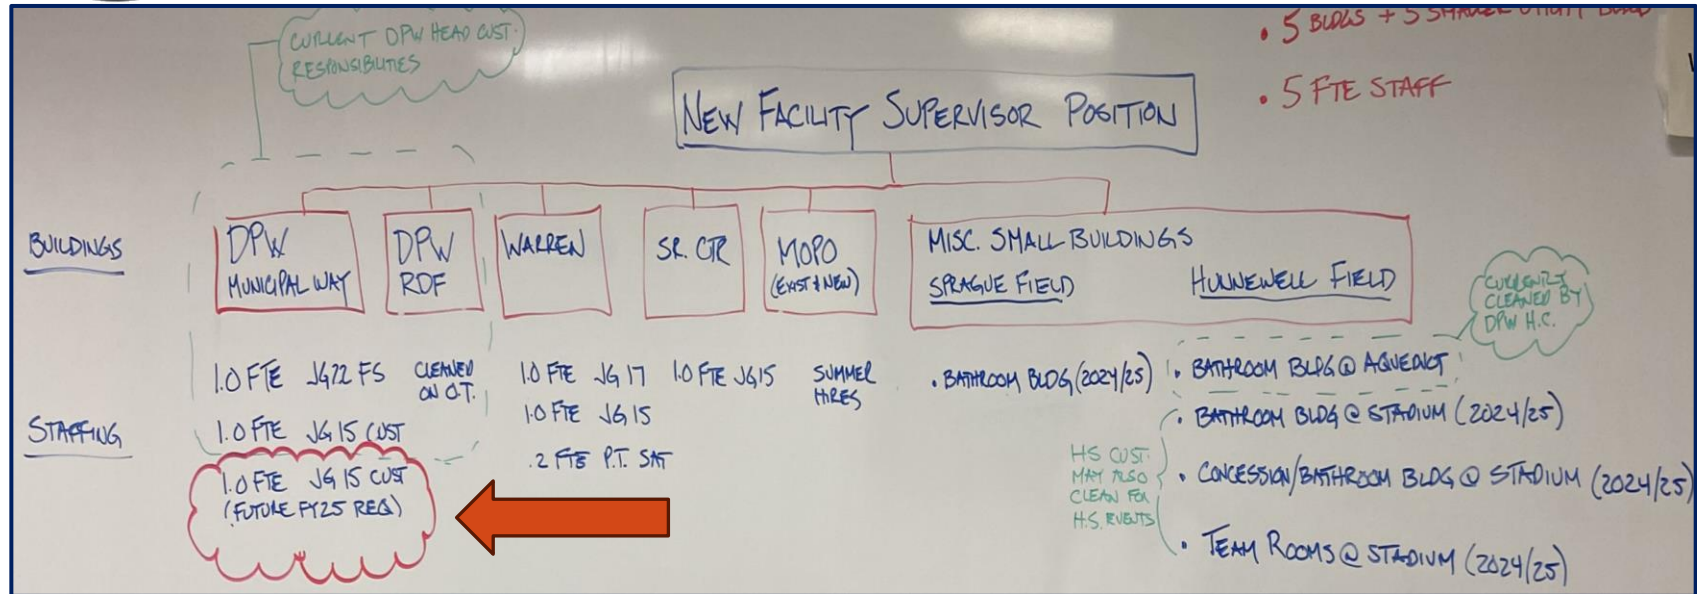 CURRENT DPW HEAD CUST.
RESPONSIBILITIES
• 5 BLDGS + 5 SMALLER UTILITY
• 5 FTE STAFF
NEW FACILITY SUPERVISOR POSITION
BUILDINGS
DPW
MUNICIPAL WAY
DPW
RDF
WARREN
SR. CTR
MOPO
(EXIST & NEW)
MISC. SMALL BUILDINGS
SPRAGUE FIELD
HUNNEWELL FIELD
CURRENTLY
CLEANED BY
DPW H.C.
STAFFING
1.0 FTE JG22 FS
1.0 FTE JG15 CUST
1.0 FTE JG15 CUST
(FUTURE FY25 REQ)
CLEANED
ON O.T.
1.0 FTE JG17
1.0 FTE JG15
.2 FTE P.T. SAT
1.0 FTE JG15
SUMMER
HIRES
• BATHROOM BLDG (2024/25)
• BATHROOM BLDG @ AQUEDUCT
• BATHROOM BLDG @ STADIUM (2024/25)
• CONCESSION/BATHROOM BLDG @ STADIUM (2024/25)
• TEAM ROOMS @ STADIUM (2024/25)
HS CUST.
MAY ALSO
CLEAN FOR
H.S. EVENTS